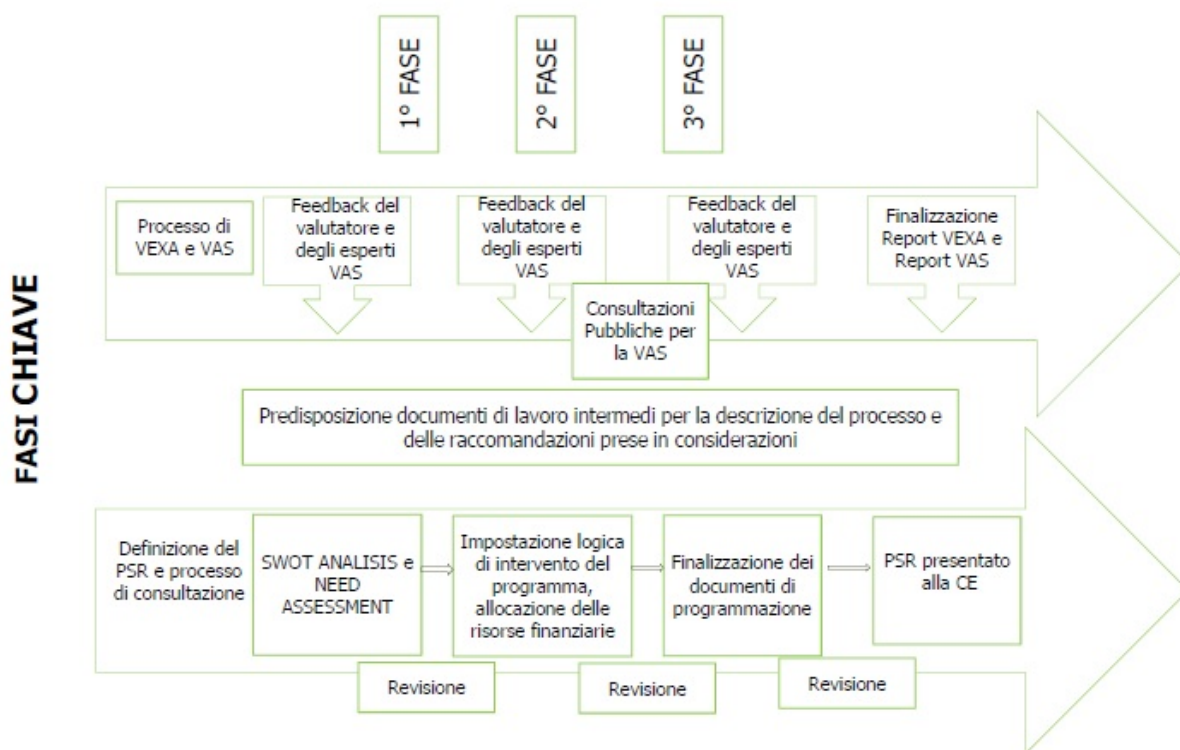 1° FASE
2° FASE
3° FASE
FASI CHIAVE
Processo di
VEXA e VAS
Feedback del
valutatore e
degli esperti
VAS
Feedback del
valutatore e
degli esperti
VAS
Feedback del
valutatore e
degli esperti
VAS
Finalizzazione
Report VEXA e
Report VAS
Consultazioni
Pubbliche per
la VAS
Predisposizione documenti di lavoro intermedi per la descrizione del processo e
delle raccomandazioni prese in considerazioni
Definizione del
PSR e processo
di consultazione
SWOT ANALISIS e
NEED
ASSESSMENT
Impostazione logica
di intervento del
programma,
allocazione delle
risorse finanziarie
Finalizzazione dei
documenti di
programmazione
PSR presentato
alla CE
Revisione
Revisione
Revisione